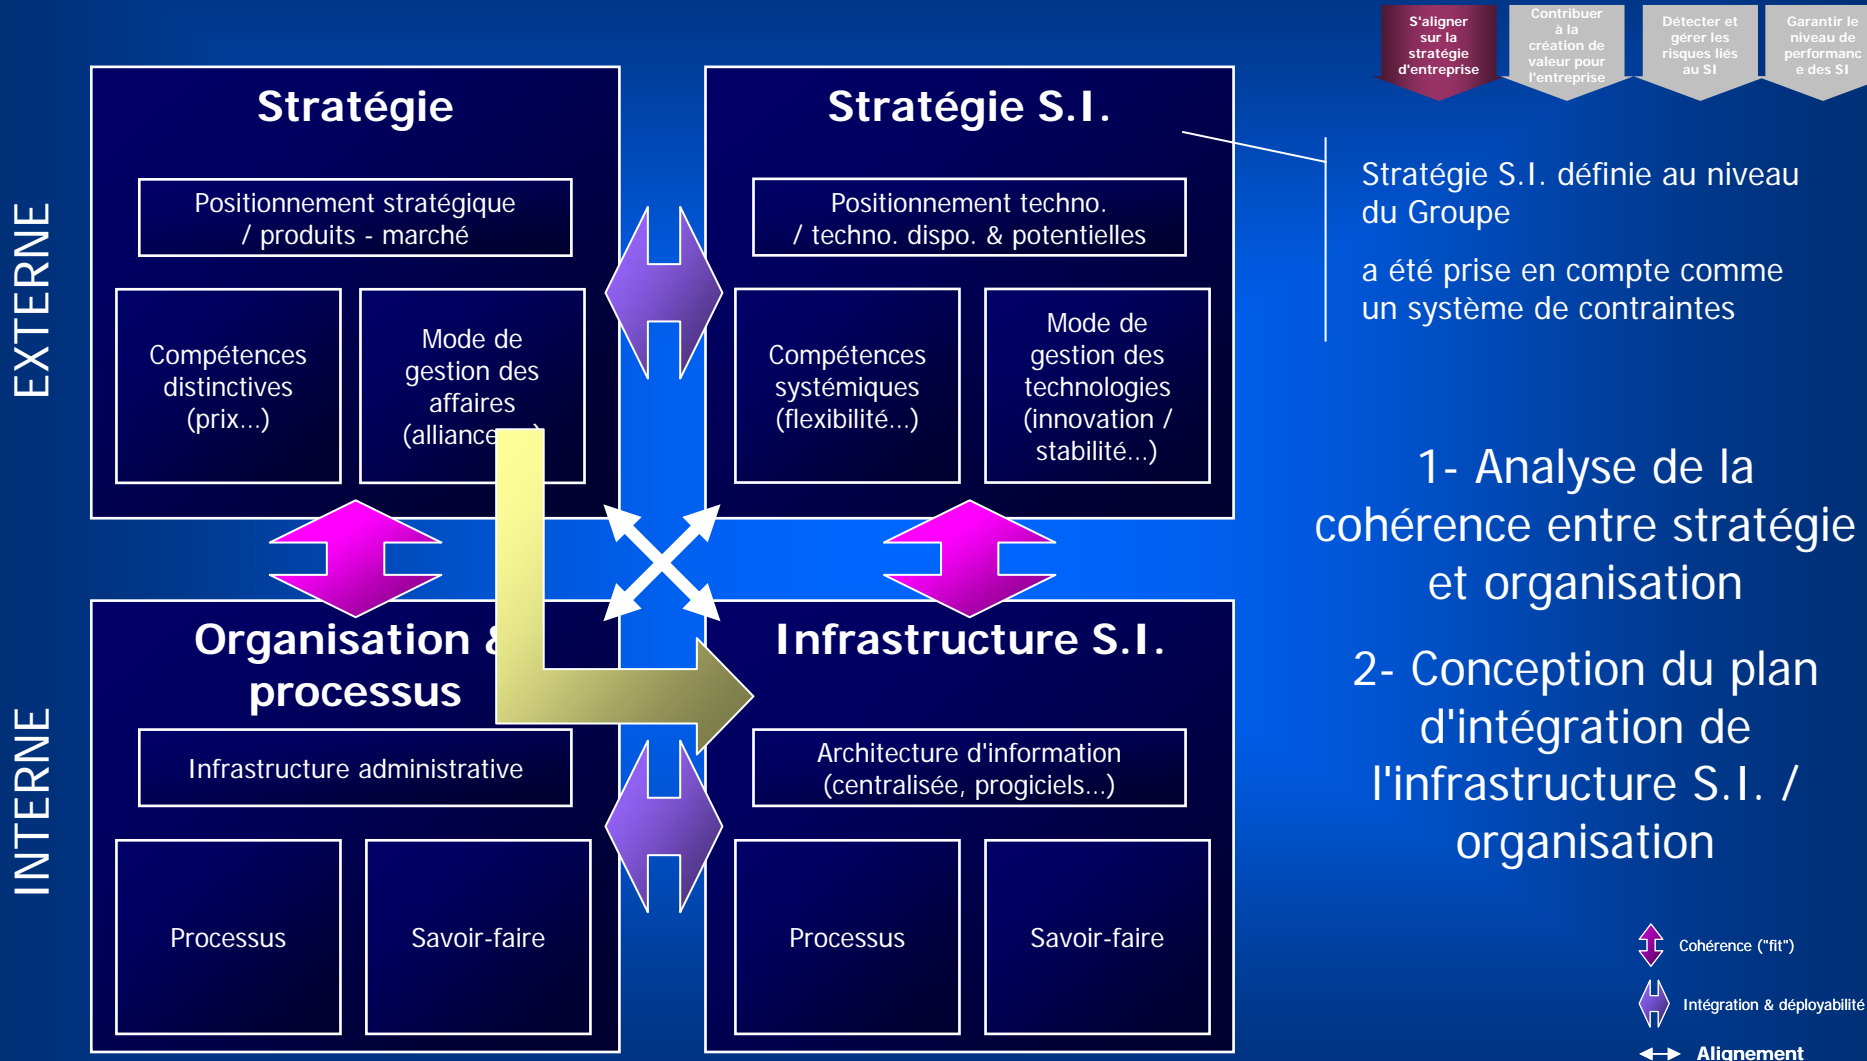 S'aligner
sur la
stratégie
d'entreprise
Contribuer
à la
création de
valeur pour
l'entreprise
Détecter et
gérer les
risques liés
au SI
Garantir le
niveau de
performanc
e des SI
EXTERNE
Stratégie
Positionnement stratégique
/ produits - marché
Compétences
distinctives
(prix...)
Mode de
gestion des
affaires
(alliance )
Stratégie S.I.
Positionnement techno.
/ techno. dispo. & potentielles
Compétences
systémiques
(flexibilité...)
Mode de
gestion des
technologies
(innovation /
stabilité...)
Stratégie S.I. définie au niveau
du Groupe
a été prise en compte comme
un système de contraintes
INTERNE
Organisation &
processus
Infrastructure administrative
Processus
Savoir-faire
Infrastructure S.I.
Architecture d'information
(centralisée, progiciels...)
Processus
Savoir-faire
1- Analyse de la
cohérence entre stratégie
et organisation
2- Conception du plan
d'intégration de
l'infrastructure S.I. /
organisation
Cohérence ("fit")
Intégration & déployabilité
Alignement